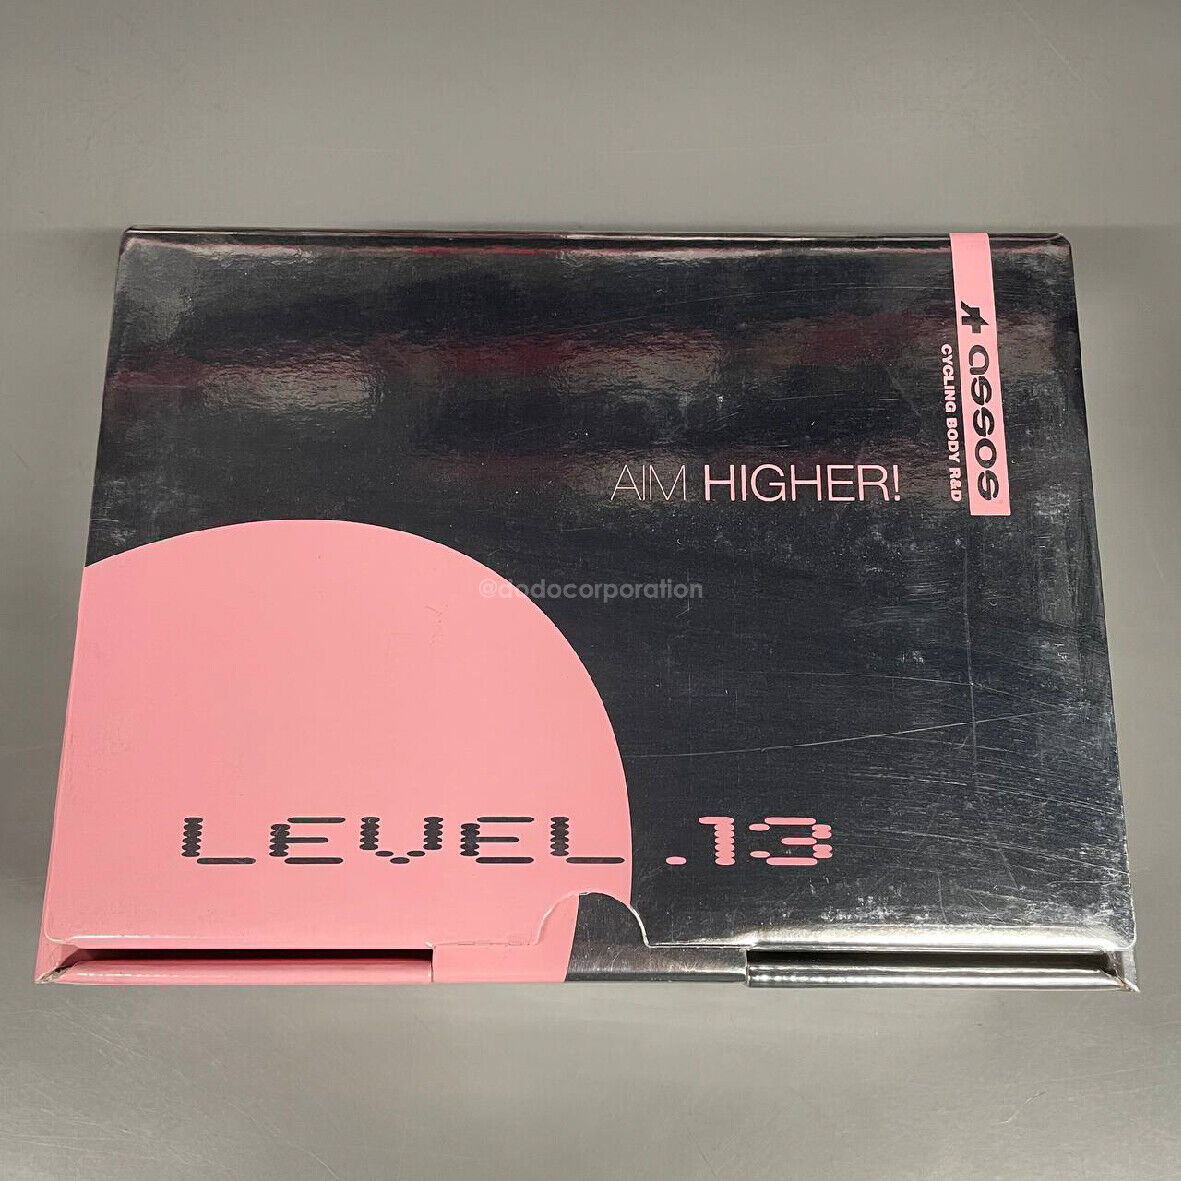 assos
CYCLING BODY R&D
AIM HIGHER!
@dodocorporation
LEVEL .13